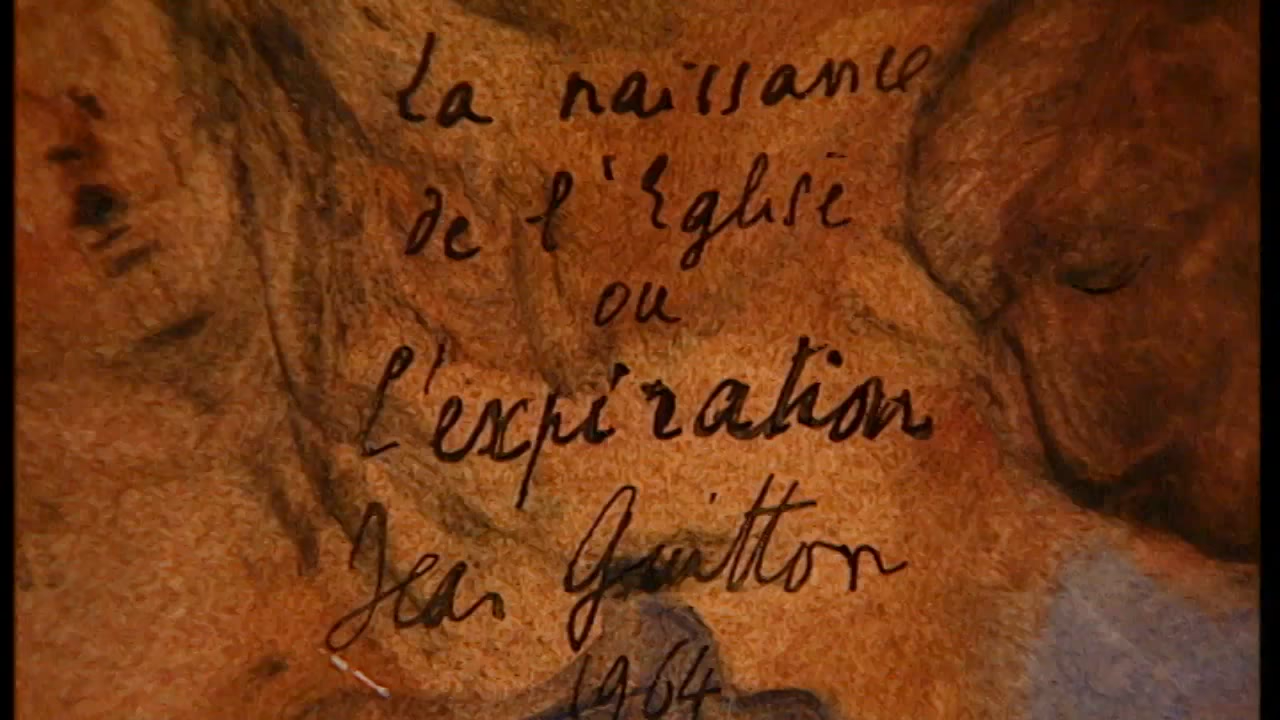 La naissance
de l'Eglise
ou
l'expiration
Jean Guitton
1964